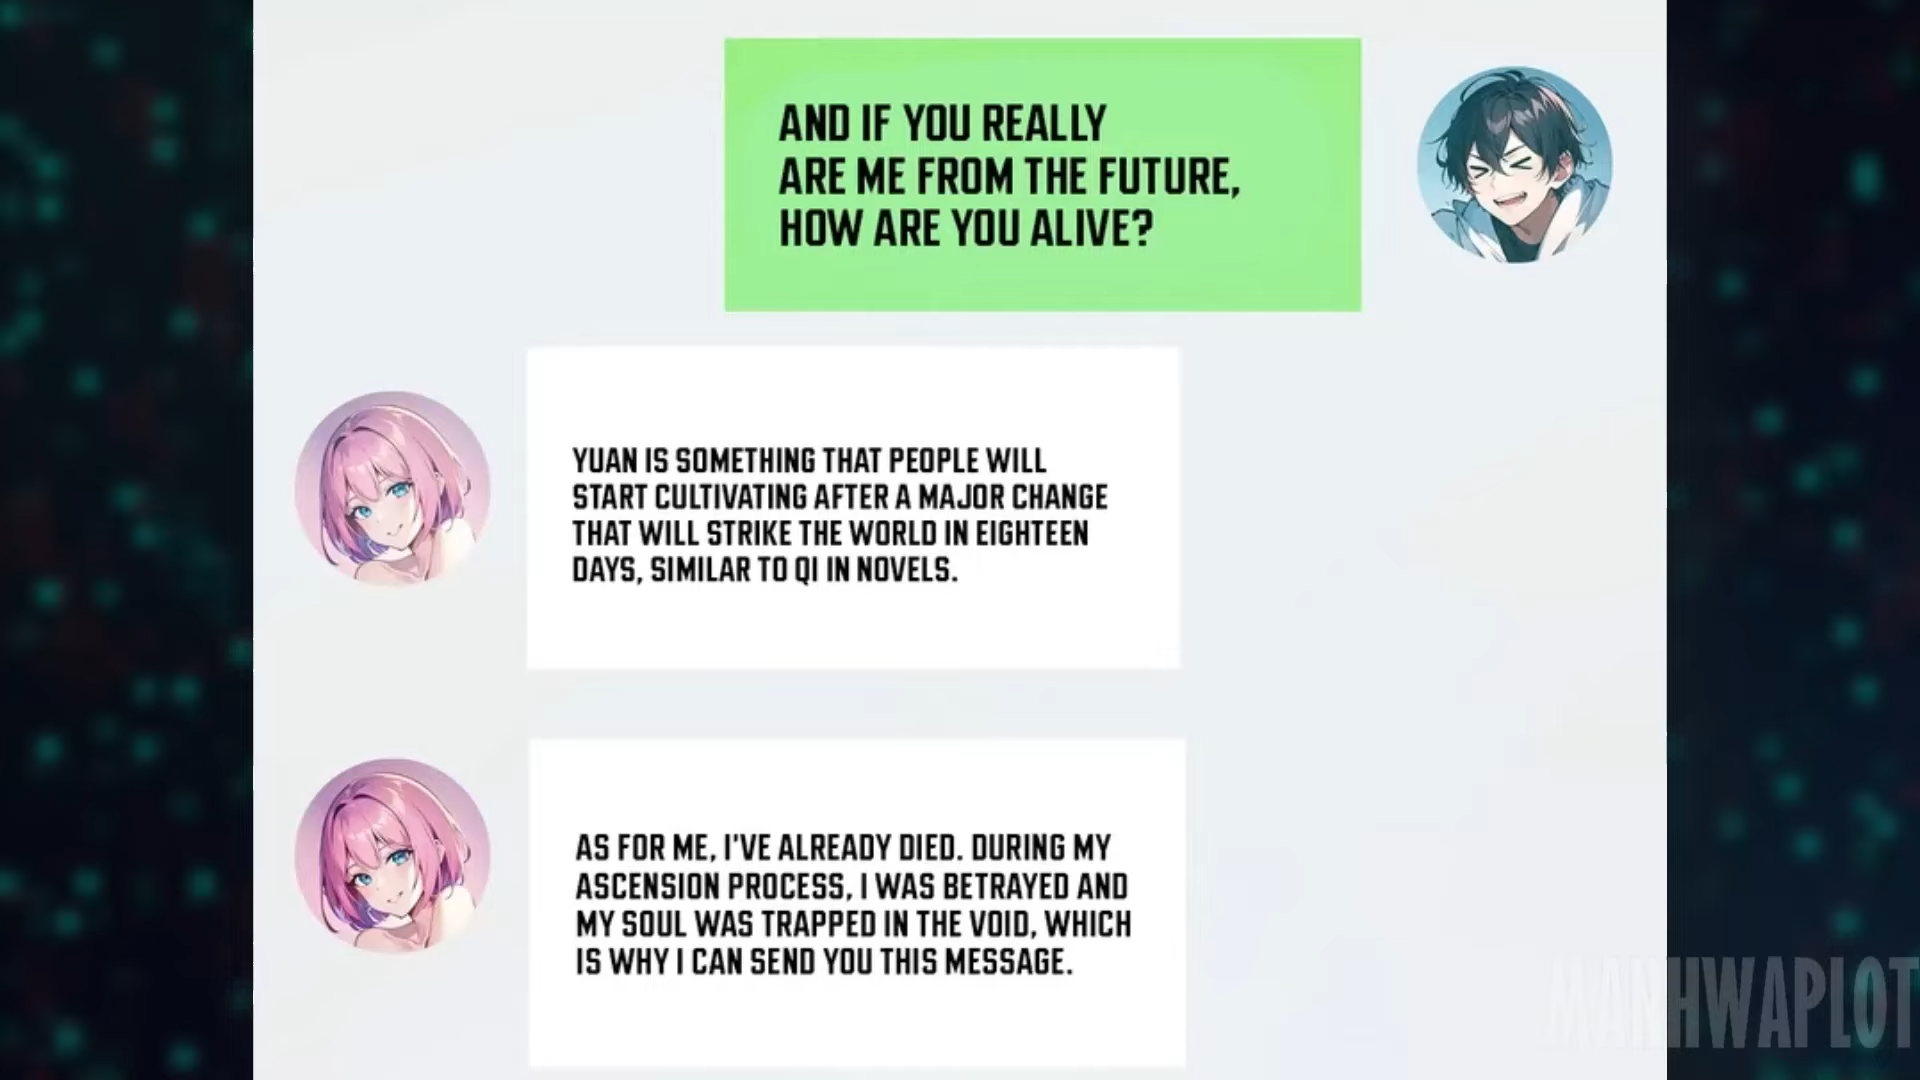 AND IF YOU REALLY
ARE ME FROM THE FUTURE,
HOW ARE YOU ALIVE?
YUAN IS SOMETHING THAT PEOPLE WILL
START CULTIVATING AFTER A MAJOR CHANGE
THAT WILL STRIKE THE WORLD IN EIGHTEEN
DAYS, SIMILAR TO QI IN NOVELS.
AS FOR ME, I'VE ALREADY DIED. DURING MY
ASCENSION PROCESS, I WAS BETRAYED AND
MY SOUL WAS TRAPPED IN THE VOID, WHICH
IS WHY I CAN SEND YOU THIS MESSAGE.
MANHWAPLOT